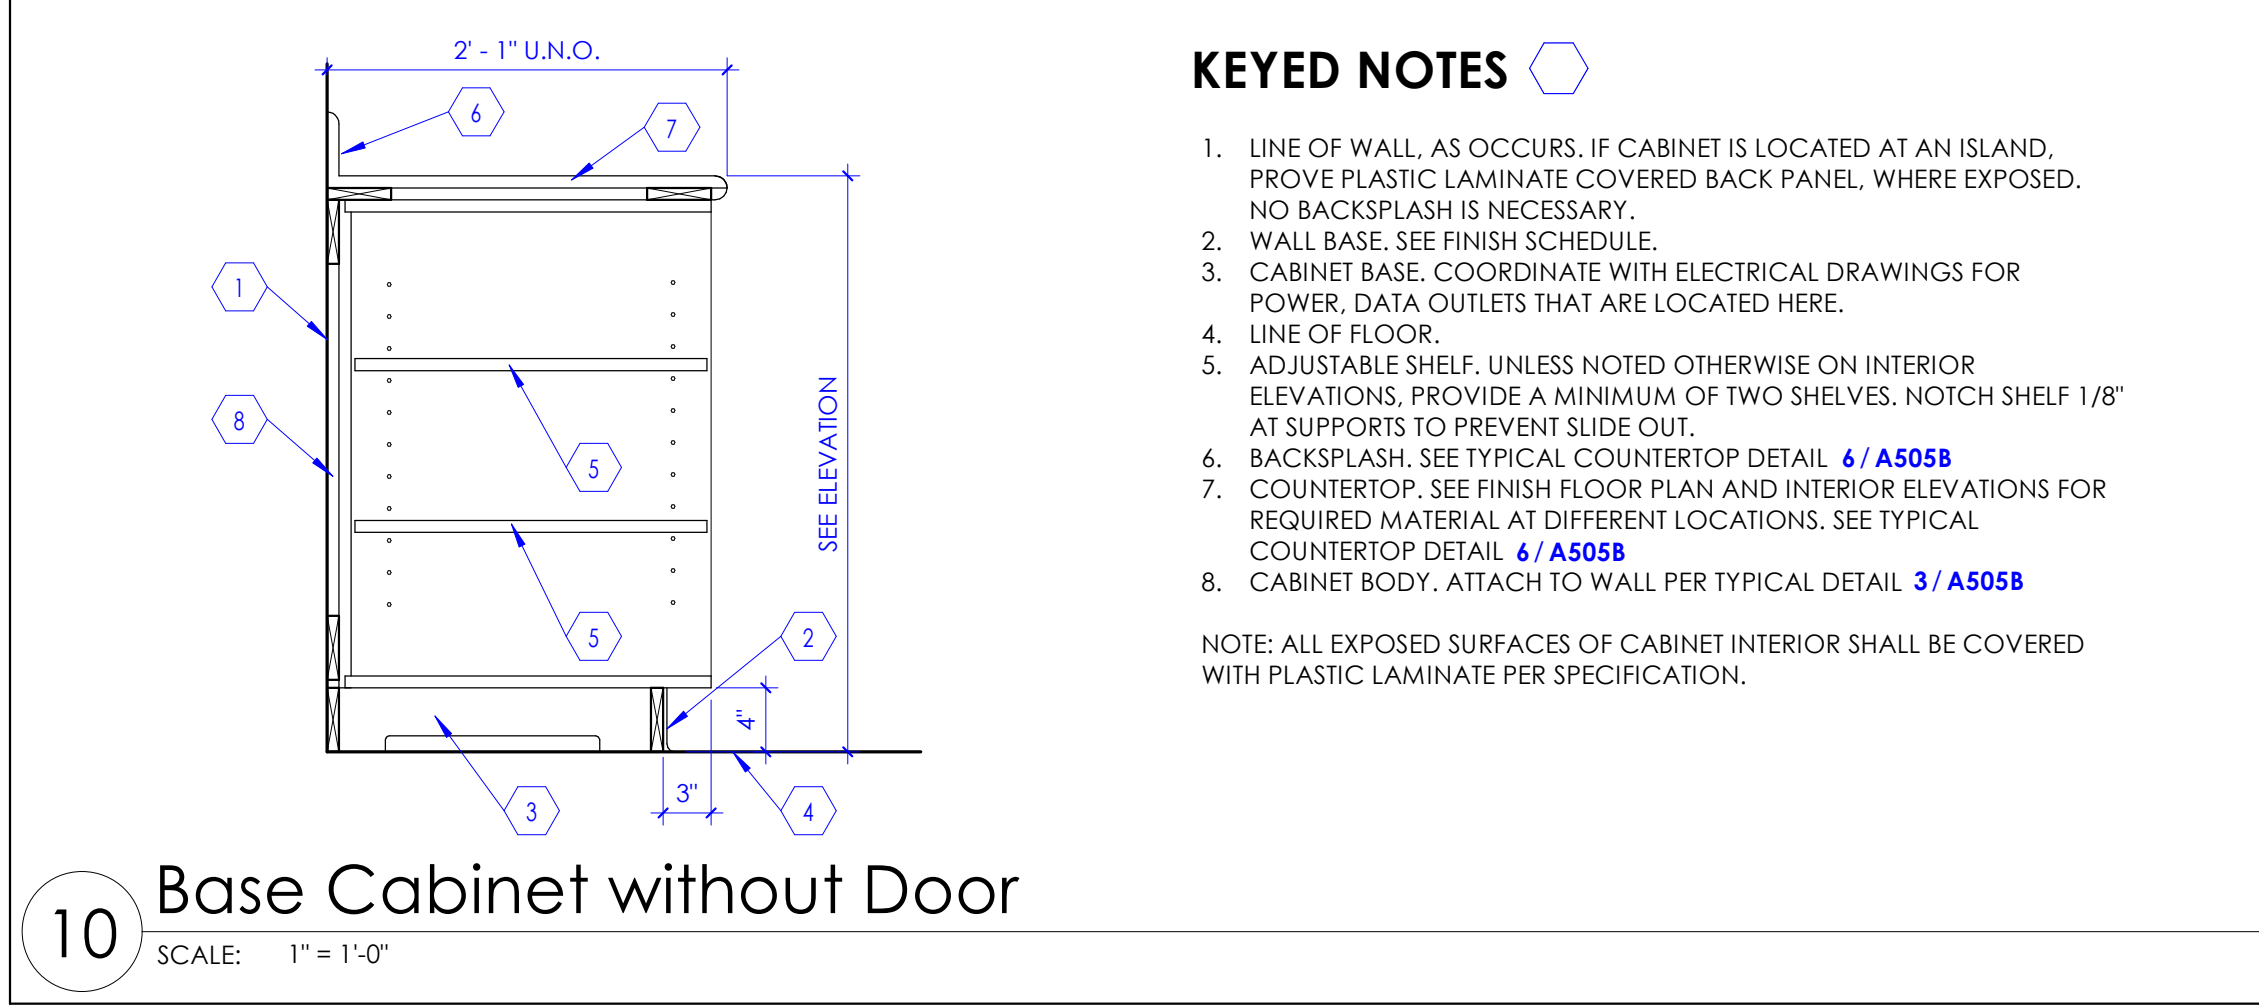 2' - 1" U.N.O.
6
7
1
8
5
5
SEE ELEVATION
2
4"
3"
3
4
KEYED NOTES
1. LINE OF WALL, AS OCCURS. IF CABINET IS LOCATED AT AN ISLAND,
PROVE PLASTIC LAMINATE COVERED BACK PANEL, WHERE EXPOSED.
NO BACKSPLASH IS NECESSARY.
2. WALL BASE. SEE FINISH SCHEDULE.
3. CABINET BASE. COORDINATE WITH ELECTRICAL DRAWINGS FOR
POWER, DATA OUTLETS THAT ARE LOCATED HERE.
4. LINE OF FLOOR.
5. ADJUSTABLE SHELF. UNLESS NOTED OTHERWISE ON INTERIOR
ELEVATIONS, PROVIDE A MINIMUM OF TWO SHELVES. NOTCH SHELF 1/8"
AT SUPPORTS TO PREVENT SLIDE OUT.
6. BACKSPLASH. SEE TYPICAL COUNTERTOP DETAIL 6 / A505B
7. COUNTERTOP. SEE FINISH FLOOR PLAN AND INTERIOR ELEVATIONS FOR
REQUIRED MATERIAL AT DIFFERENT LOCATIONS. SEE TYPICAL
COUNTERTOP DETAIL 6 / A505B
8. CABINET BODY. ATTACH TO WALL PER TYPICAL DETAIL 3 / A505B
NOTE: ALL EXPOSED SURFACES OF CABINET INTERIOR SHALL BE COVERED
WITH PLASTIC LAMINATE PER SPECIFICATION.
10
Base Cabinet without Door
SCALE: 1" = 1'-0"